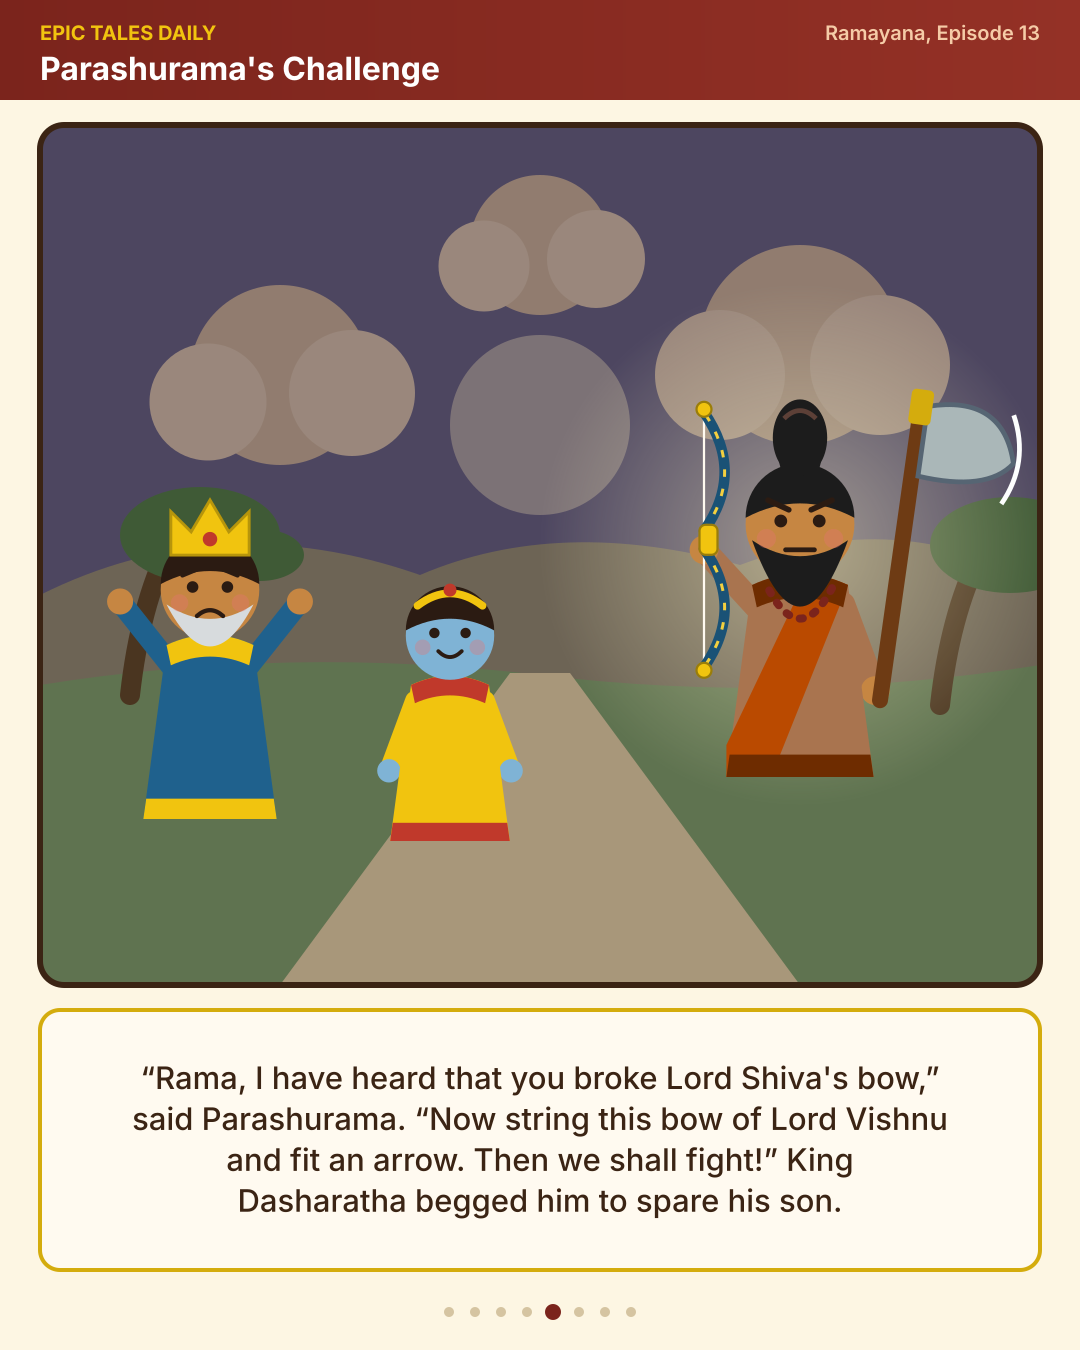 EPIC TALES DAILY
Ramayana, Episode 13
Parashurama's Challenge
“Rama, I have heard that you broke Lord Shiva's bow,”
said Parashurama. “Now string this bow of Lord Vishnu
and fit an arrow. Then we shall fight!” King
Dasharatha begged him to spare his son.